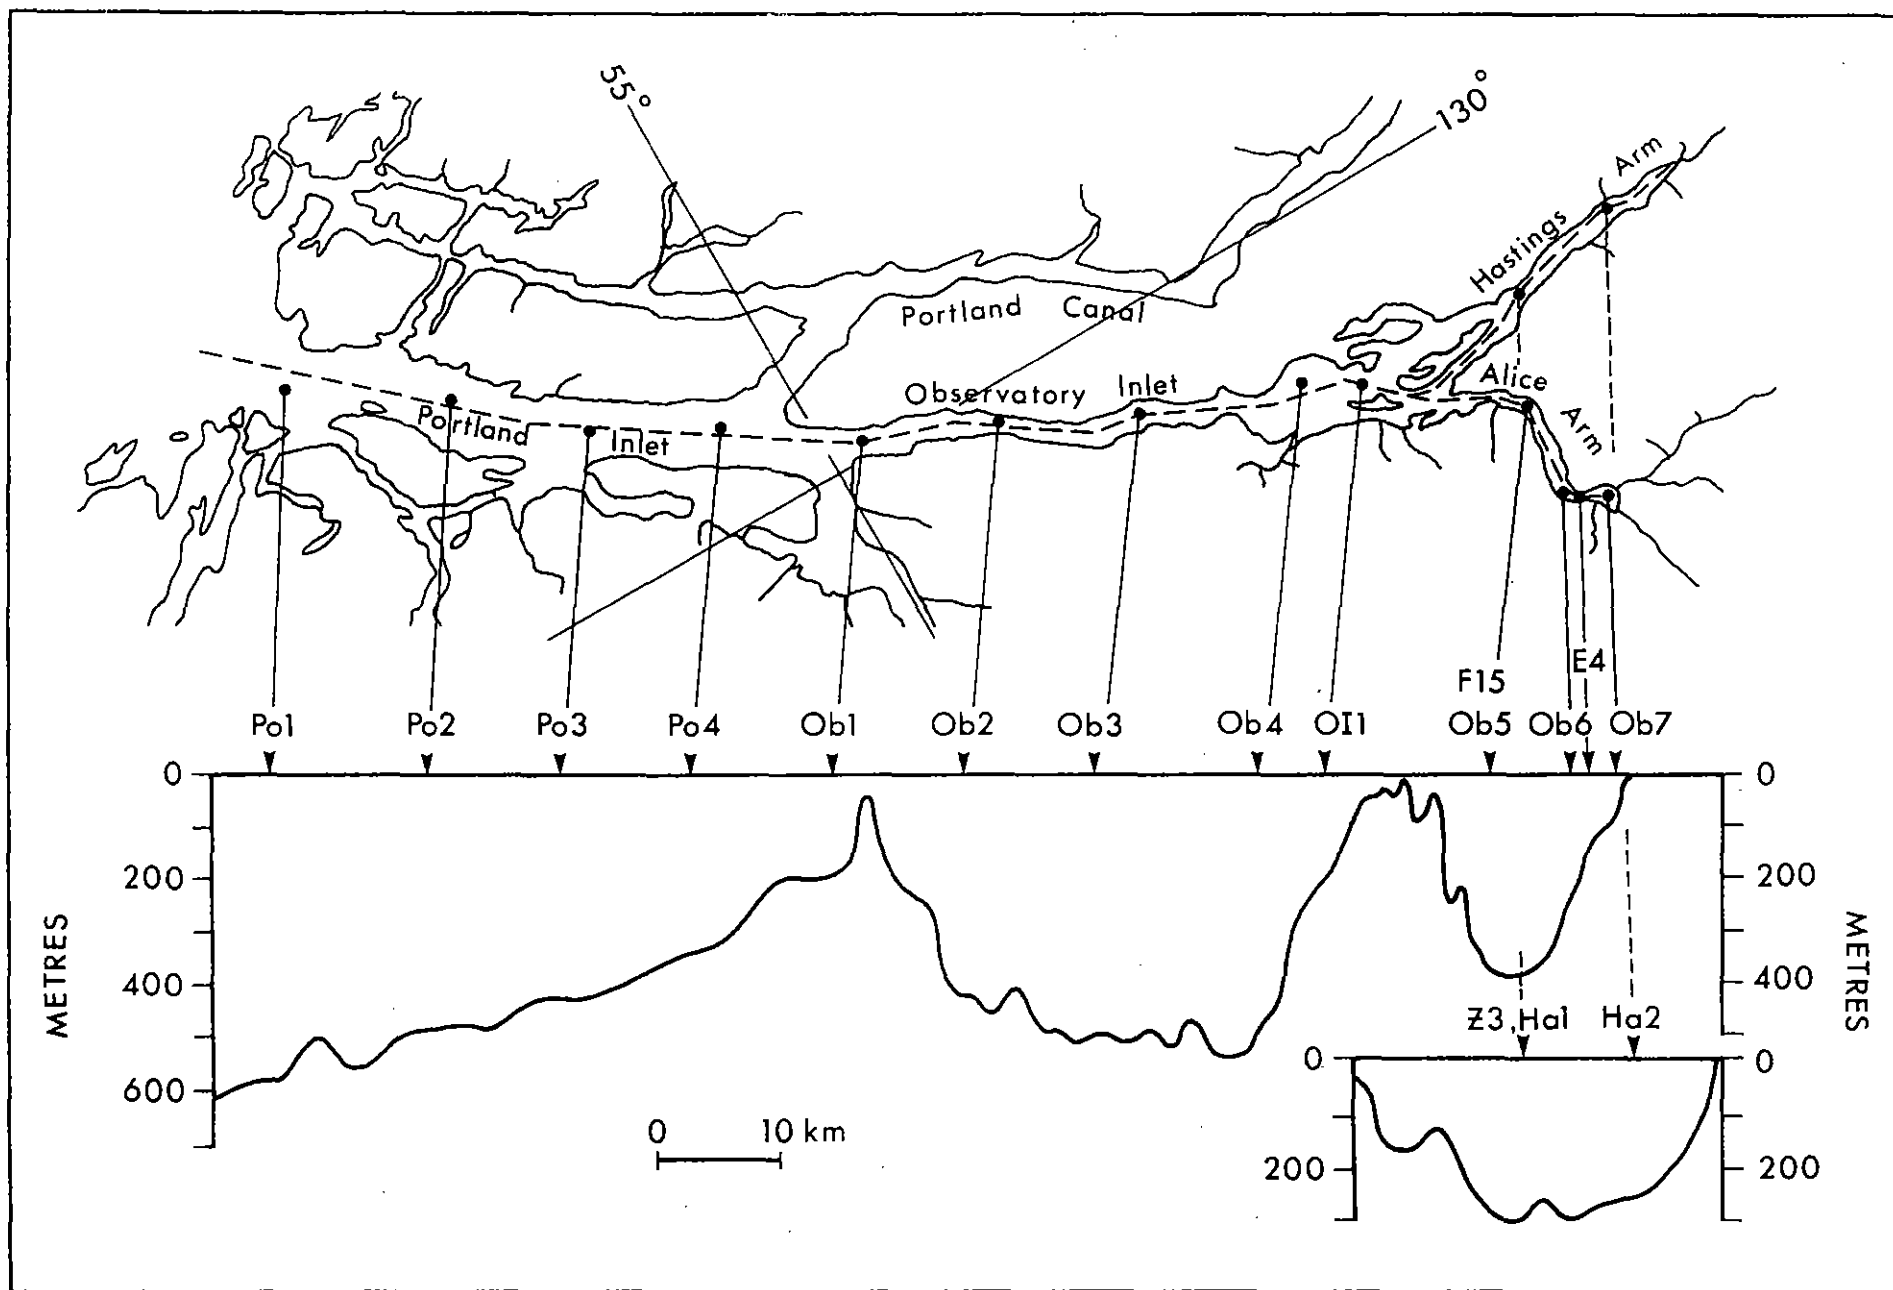 55°
130°
Hastings Arm
Portland Canal
Observatory Inlet
Alice Arm
Portland Inlet
E4
F15
Po1 Po2 Po3 Po4 Ob1 Ob2 Ob3 Ob4 OI1 Ob5 Ob6 Ob7
0 0
200 200
400 400
600
METRES METRES
Z3,Ha1 Ha2
0 0
200 200
0 10 km